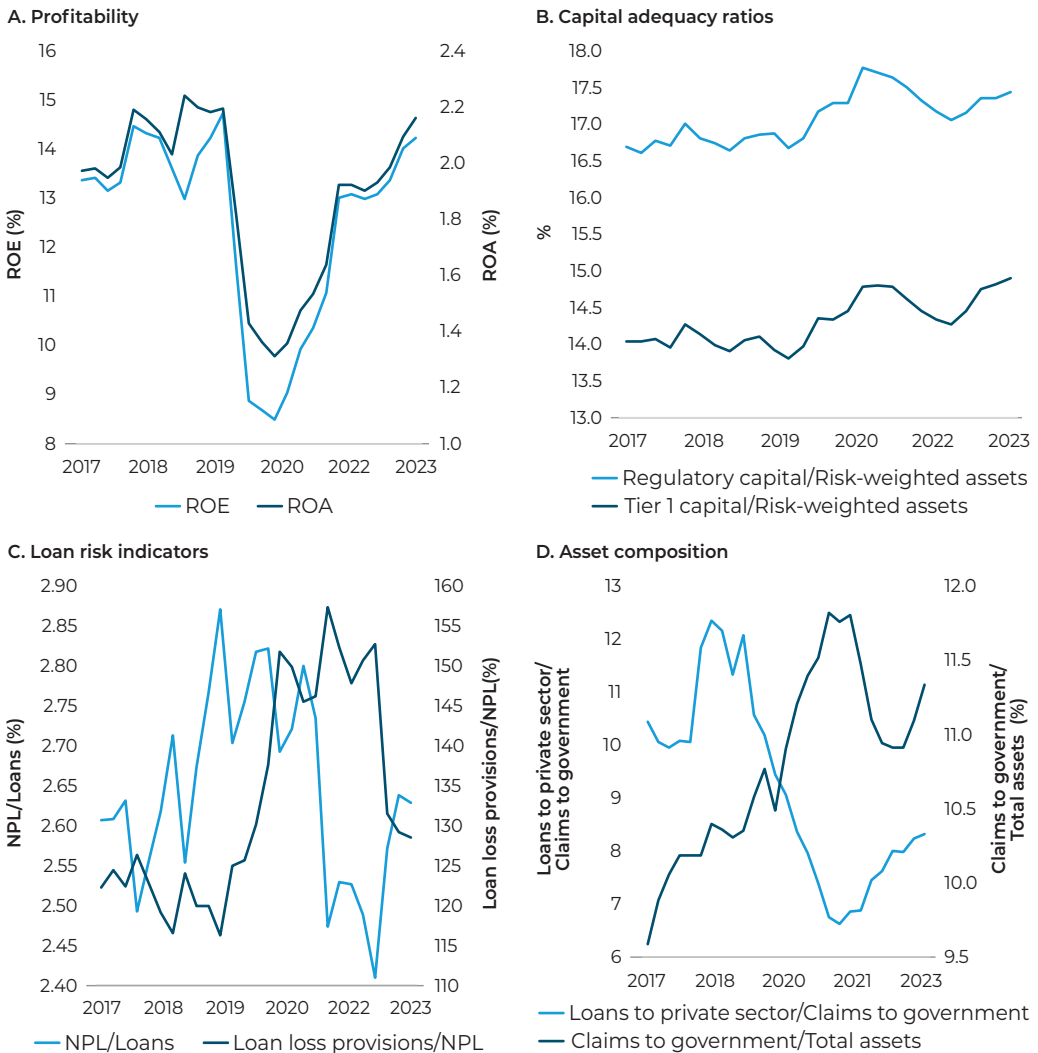 A. Profitability
16
15
14
13
12
11
10
9
8
ROE (%)
2.4
2.2
2.0
1.8
1.6
1.4
1.2
1.0
ROA (%)
2017 2018 2019 2020 2022 2023
ROE ROA
B. Capital adequacy ratios
18.0
17.5
17.0
16.5
16.0
15.5
15.0
14.5
14.0
13.5
13.0
%
2017 2018 2019 2020 2022 2023
Regulatory capital/Risk-weighted assets
Tier 1 capital/Risk-weighted assets
C. Loan risk indicators
2.90
2.85
2.80
2.75
2.70
2.65
2.60
2.55
2.50
2.45
2.40
NPL/Loans (%)
160
155
150
145
140
135
130
125
120
115
110
Loan loss provisions/NPL(%)
2017 2018 2019 2020 2022 2023
NPL/Loans Loan loss provisions/NPL
D. Asset composition
13
12
11
10
9
8
7
6
Loans to private sector/
Claims to government
12.0
11.5
11.0
10.5
10.0
9.5
Claims to government/
Total assets (%)
2017 2018 2020 2021 2023
Loans to private sector/Claims to government
Claims to government/Total assets